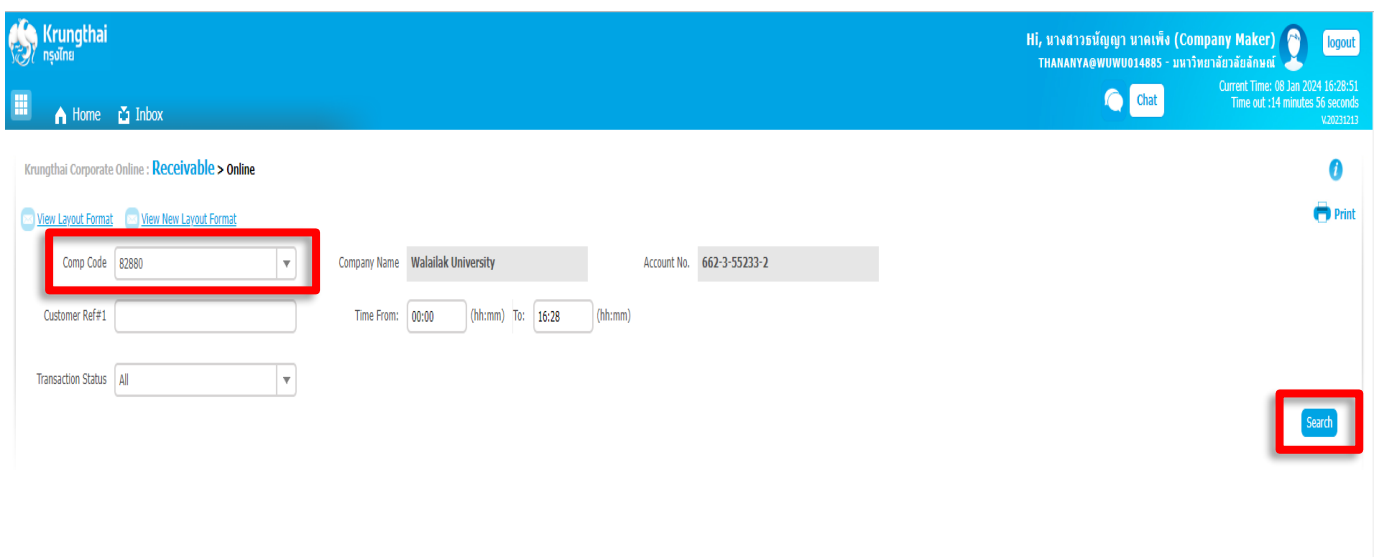 Krungthai
กรุงไทย
Hi, นางสาวธนัญญา นาคเพ็ง (Company Maker)
logout
THANANYA@WUWU014885 - มหาวิทยาลัยวลัยลักษณ์
Current Time: 08 Jan 2024 16:28:51
Chat
Time out :14 minutes 56 seconds
V.20231213
Home Inbox
Krungthai Corporate Online : Receivable > Online
View Layout Format View New Layout Format
Print
Comp Code 82880 Company Name Walailak University Account No. 662-3-55233-2
Customer Ref#1 Time From: 00:00 (hh:mm) To: 16:28 (hh:mm)
Transaction Status All
Search